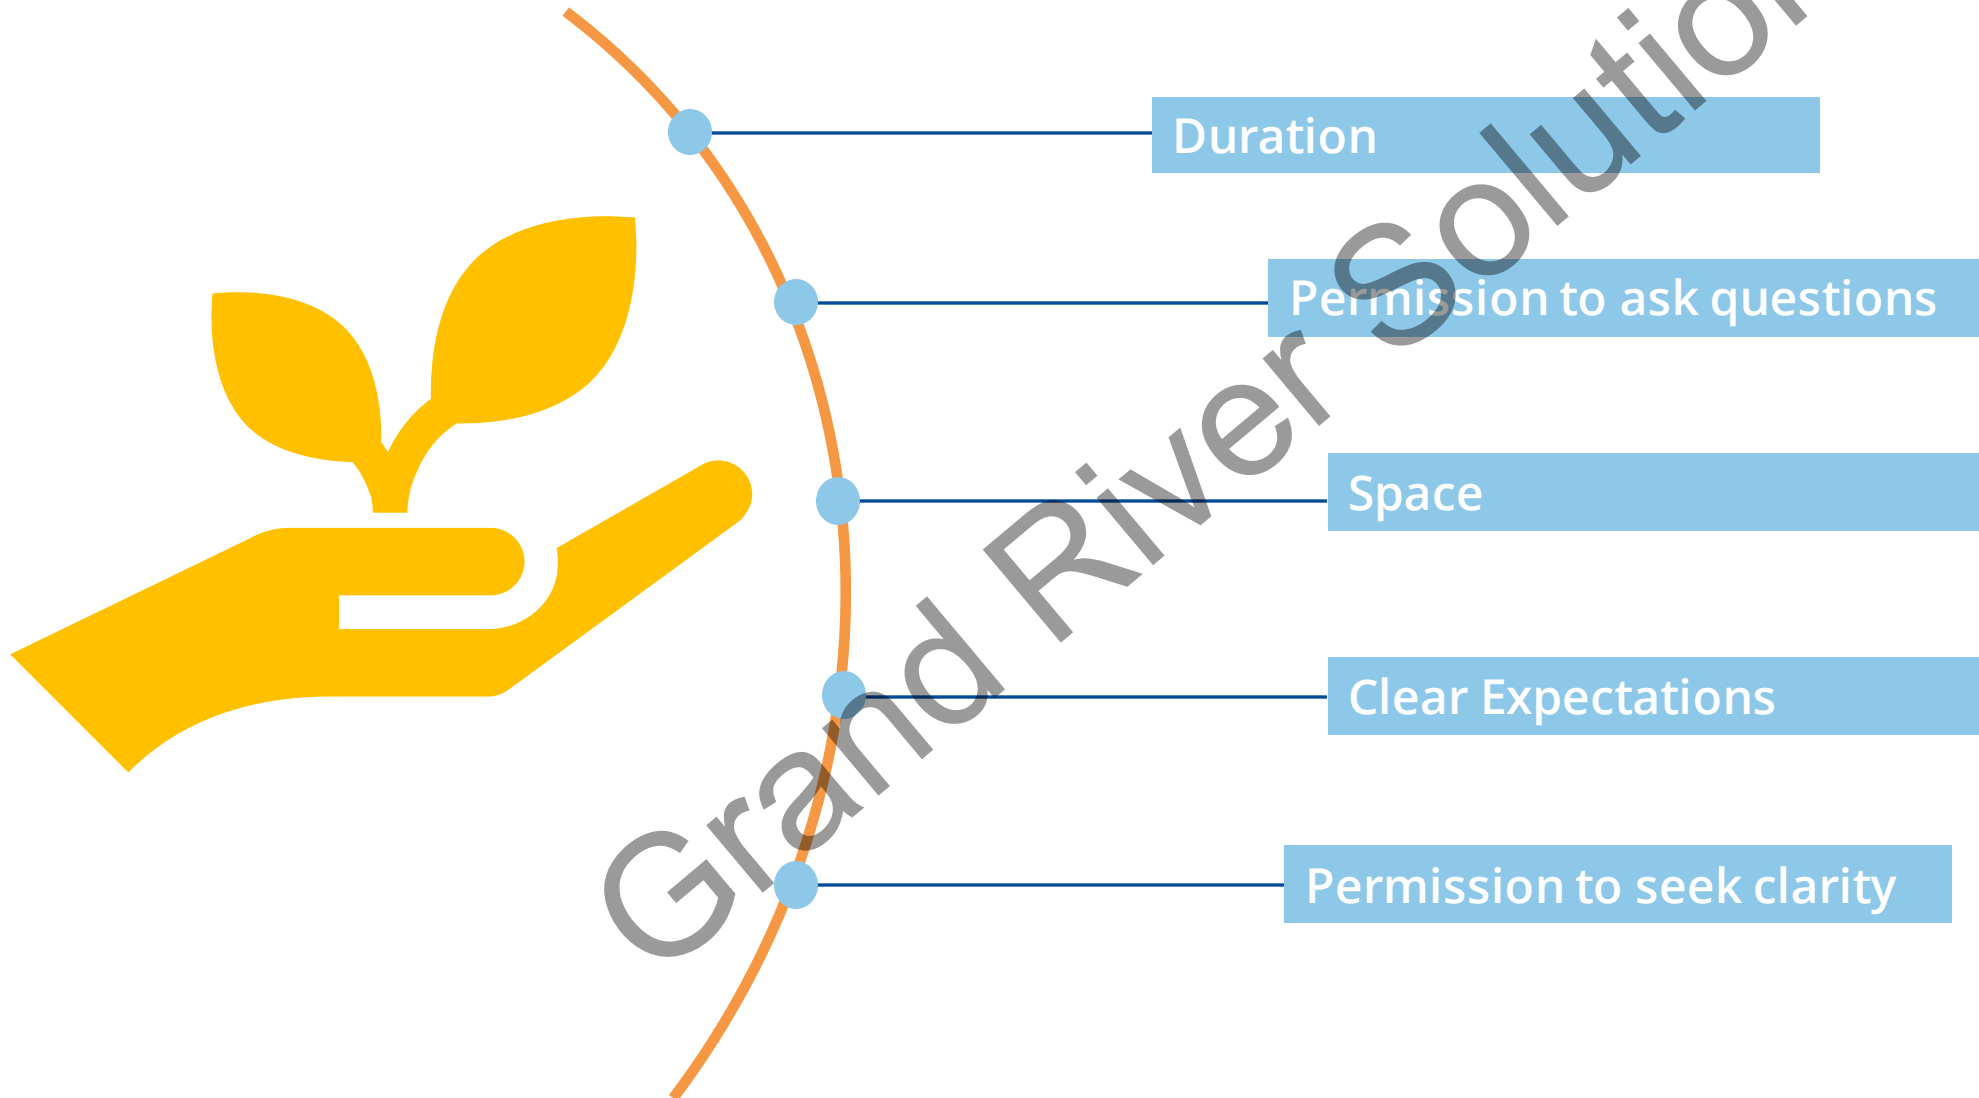 Duration
Permission to ask questions
Space
Clear Expectations
Permission to seek clarity
Grand River Solution